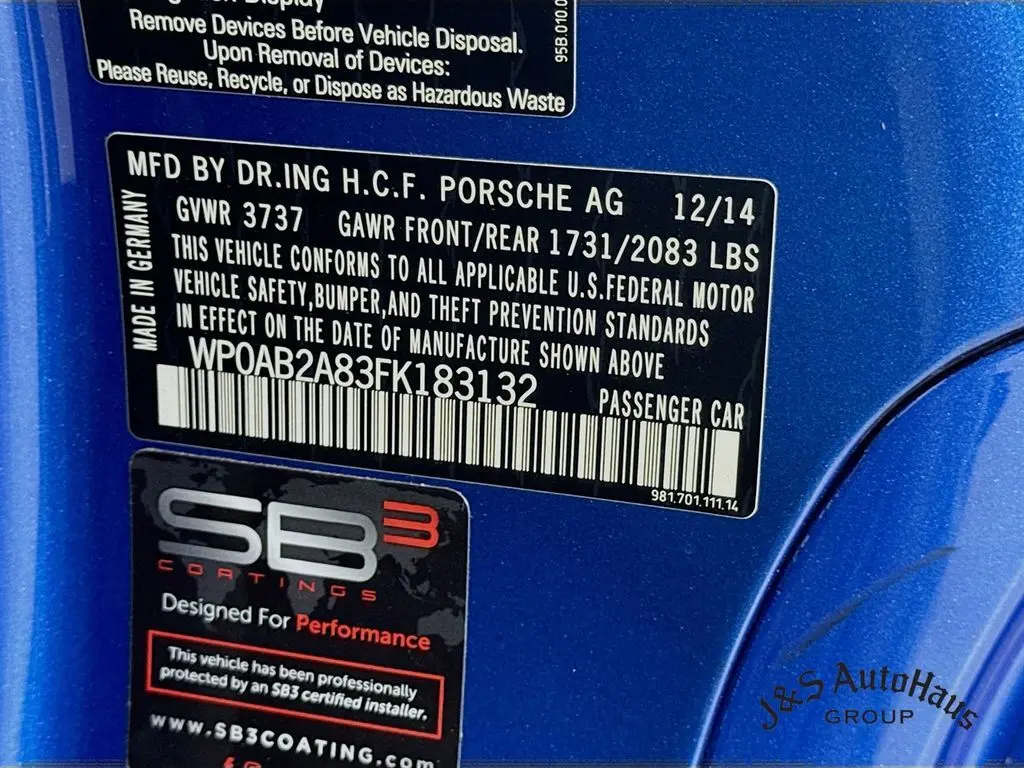 Remove Devices Before Vehicle Disposal.
Upon Removal of Devices:
Please Reuse, Recycle, or Dispose as Hazardous Waste
95B.010.0
MFD BY DR.ING H.C.F. PORSCHE AG 12/14
GVWR 3737 GAWR FRONT/REAR 1731/2083 LBS
THIS VEHICLE CONFORMS TO ALL APPLICABLE U.S.FEDERAL MOTOR
VEHICLE SAFETY,BUMPER,AND THEFT PREVENTION STANDARDS
IN EFFECT ON THE DATE OF MANUFACTURE SHOWN ABOVE
WP0AB2A83FK183132
PASSENGER CAR
MADE IN GERMANY
981.701.111.14
SB3
COATINGS
Designed For Performance
This vehicle has been professionally
protected by an SB3 certified installer.
www.SB3COATING.com
J&S AutoHaus
GROUP